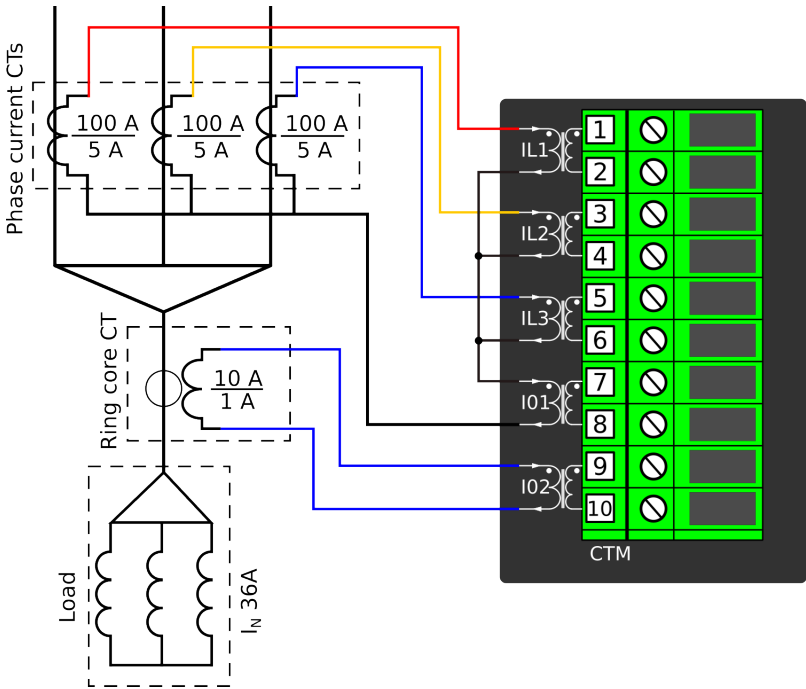 Phase current CTs
100 A
5 A
100 A
5 A
100 A
5 A
IL1
IL2
IL3
I01
I02
1
2
3
4
5
6
7
8
9
10
CTM
Ring core CT
10 A
1 A
Load
IN 36A